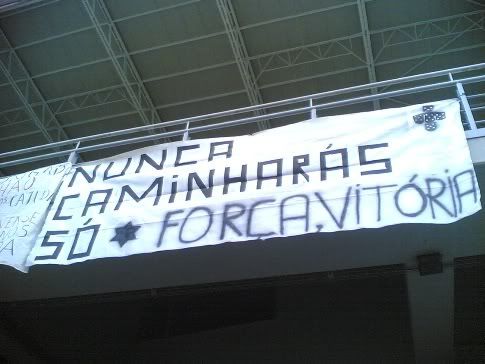 NUNCA
CAMINHARÁS
SÓ ✶ FORÇA, VITÓRIA